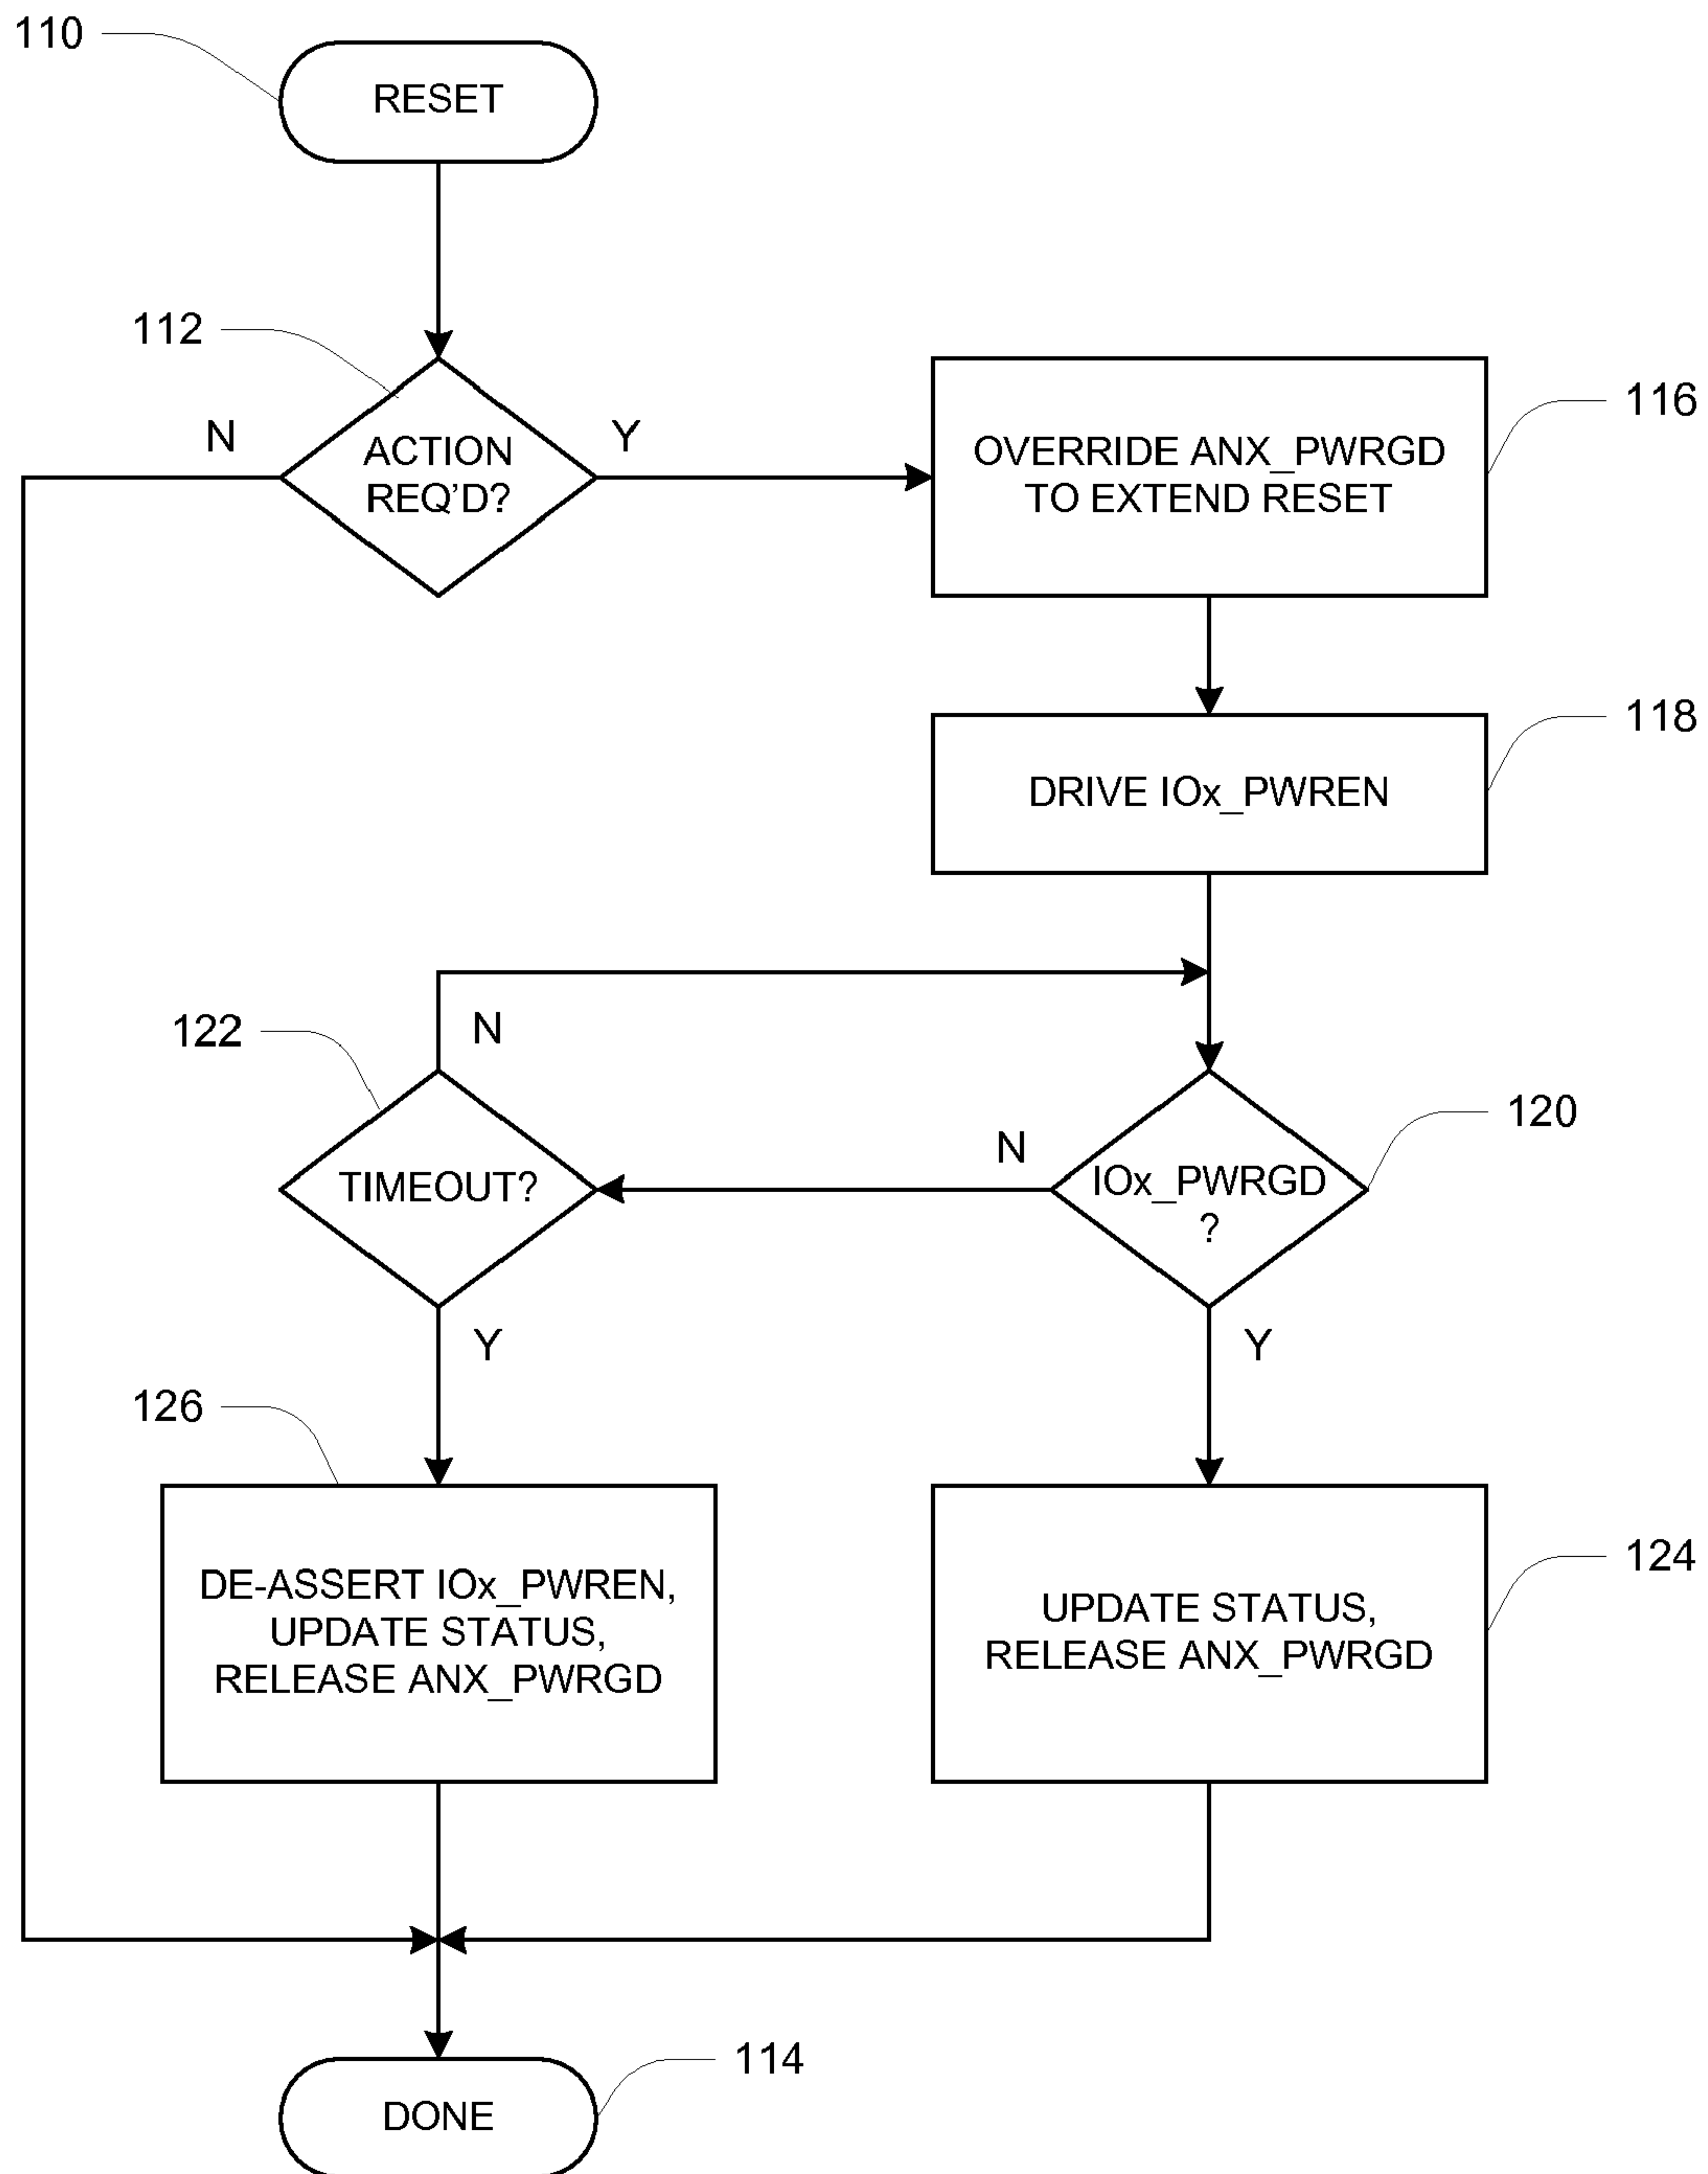 110
RESET
112
N
Y
ACTION
REQ'D?
116
OVERRIDE ANX_PWRGD
TO EXTEND RESET
118
DRIVE IOx_PWREN
122
N
TIMEOUT?
N
120
IOx_PWRGD
?
Y
Y
126
DE-ASSERT IOx_PWREN,
UPDATE STATUS,
RELEASE ANX_PWRGD
124
UPDATE STATUS,
RELEASE ANX_PWRGD
114
DONE